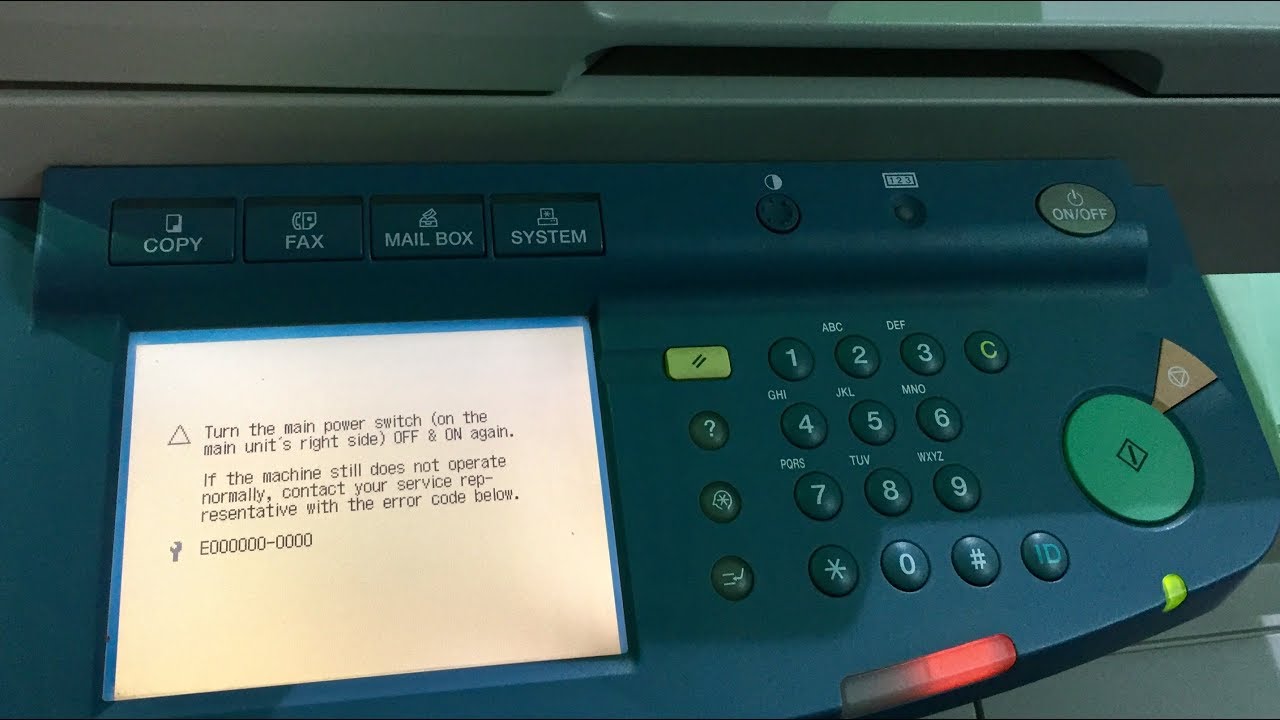 123
ON/OFF
COPY
FAX
MAIL BOX
SYSTEM
Turn the main power switch (on the
main unit's right side) OFF & ON again.
If the machine still does not operate
normally, contact your service rep-
resentative with the error code below.
E000000-0000
ABC
DEF
1
2
3
C
GHI
JKL
MNO
?
4
5
6
PQRS
TUV
WXYZ
7
8
9
*
0
#
ID